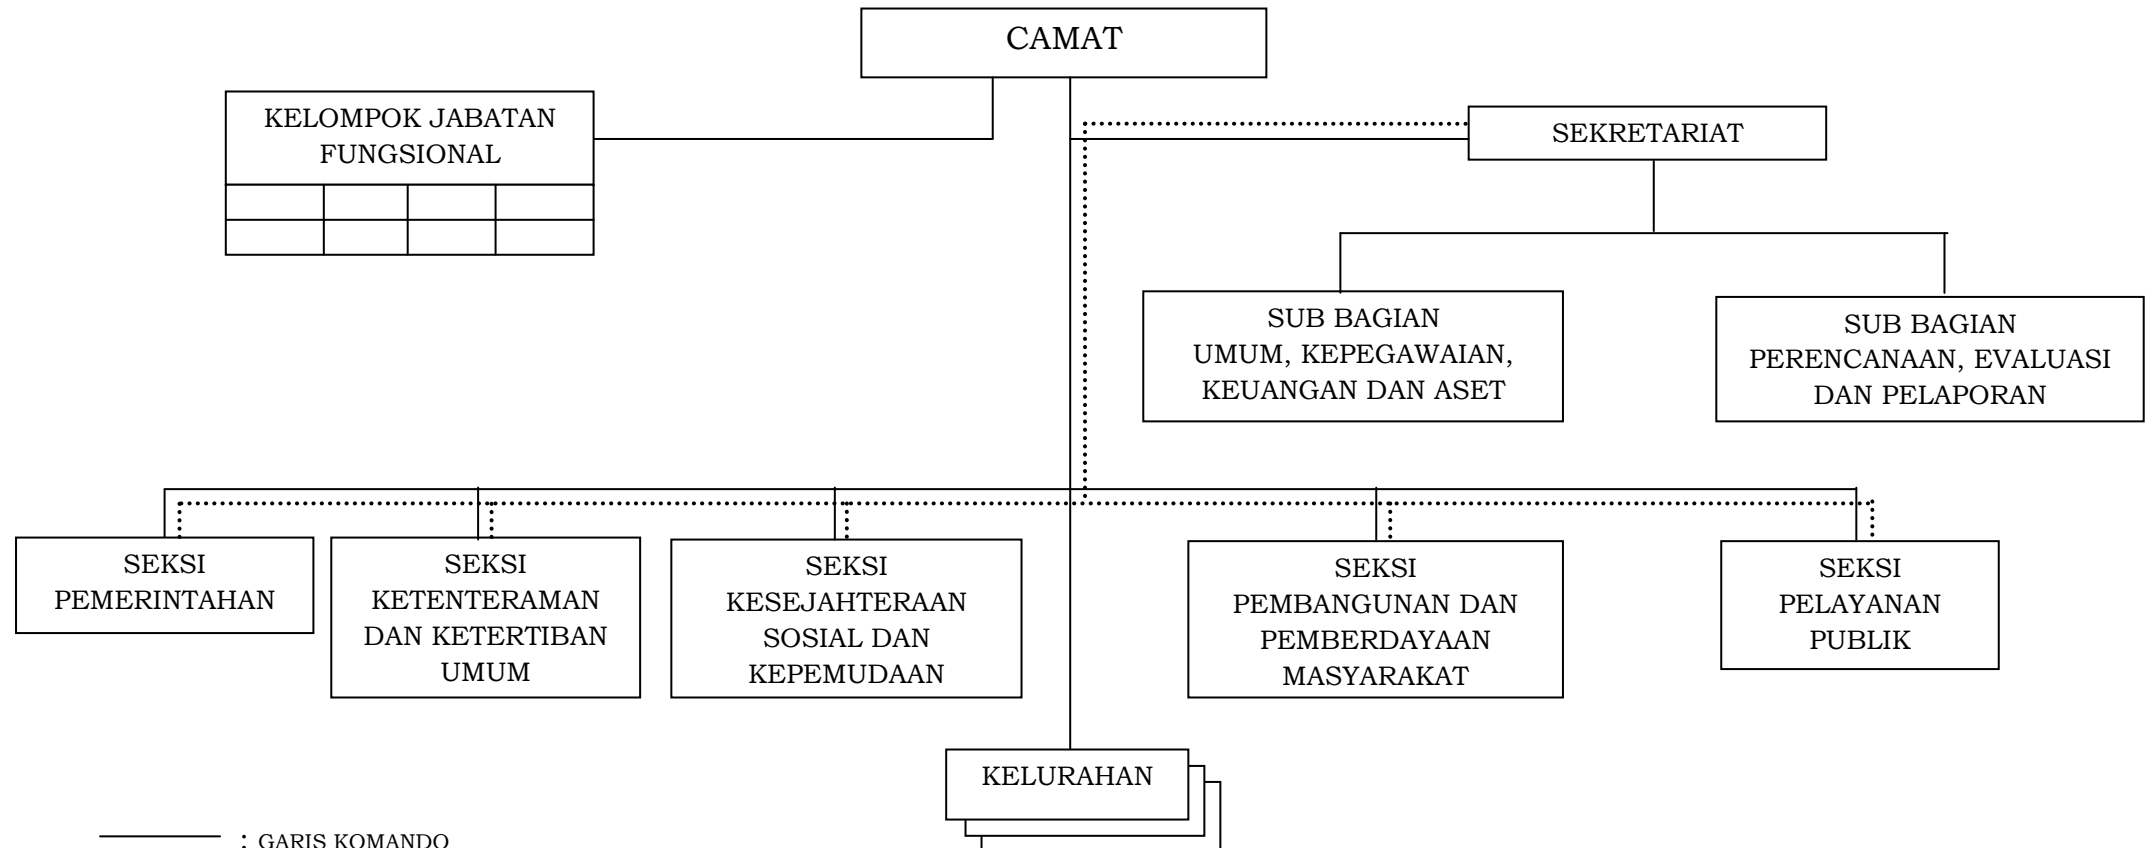 CAMAT
KELOMPOK JABATAN
FUNGSIONAL
SEKRETARIAT
SUB BAGIAN
UMUM, KEPEGAWAIAN,
KEUANGAN DAN ASET
SUB BAGIAN
PERENCANAAN, EVALUASI
DAN PELAPORAN
SEKSI
PEMERINTAHAN
SEKSI
KETENTERAMAN
DAN KETERTIBAN
UMUM
SEKSI
KESEJAHTERAAN
SOSIAL DAN
KEPEMUDAAN
SEKSI
PEMBANGUNAN DAN
PEMBERDAYAAN
MASYARAKAT
SEKSI
PELAYANAN
PUBLIK
KELURAHAN
: GARIS KOMANDO